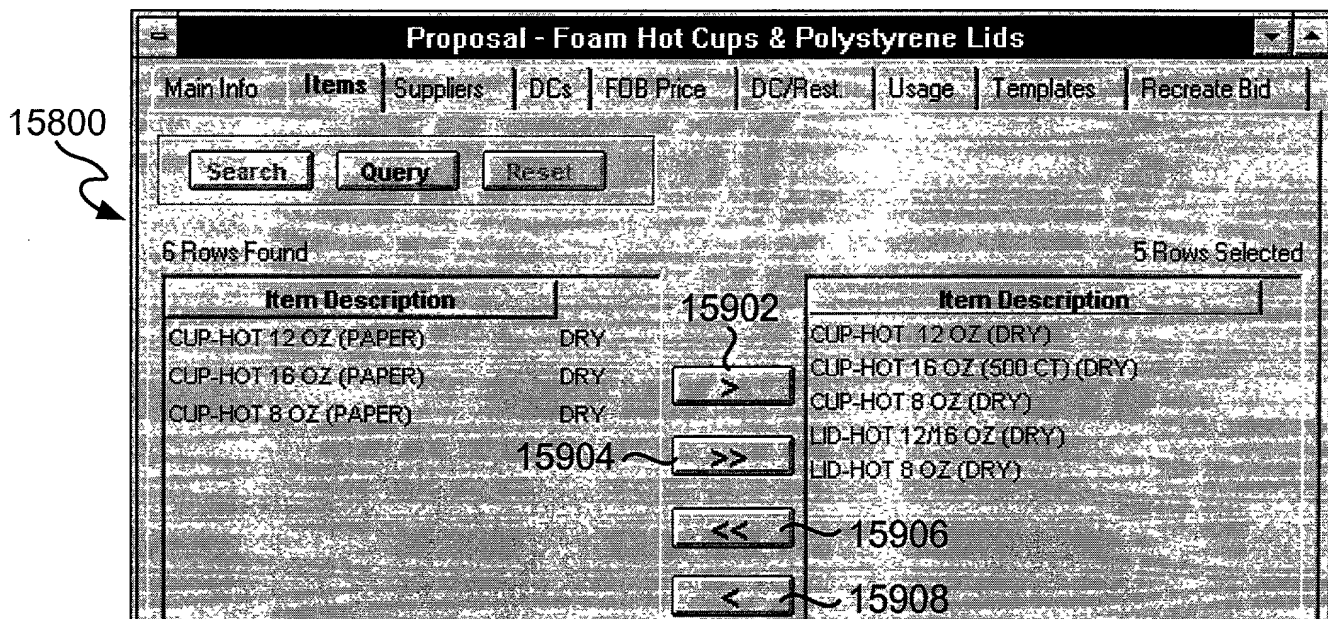 Proposal - Foam Hot Cups & Polystyrene Lids
Main Info Items Suppliers DCs FOB Price DC/Rest. Usage Templates Recreate Bid
15800
Search Query Reset
6 Rows Found 5 Rows Selected
Item Description Item Description
15902
CUP-HOT 12 OZ (PAPER) DRY CUP-HOT 12 OZ (DRY)
CUP-HOT 16 OZ (PAPER) DRY > CUP-HOT 16 OZ (500 CT) (DRY)
CUP-HOT 8 OZ (PAPER) DRY CUP-HOT 8 OZ (DRY)
LID-HOT 12/16 OZ (DRY)
15904 >> LID-HOT 8 OZ (DRY)
<< 15906
< 15908